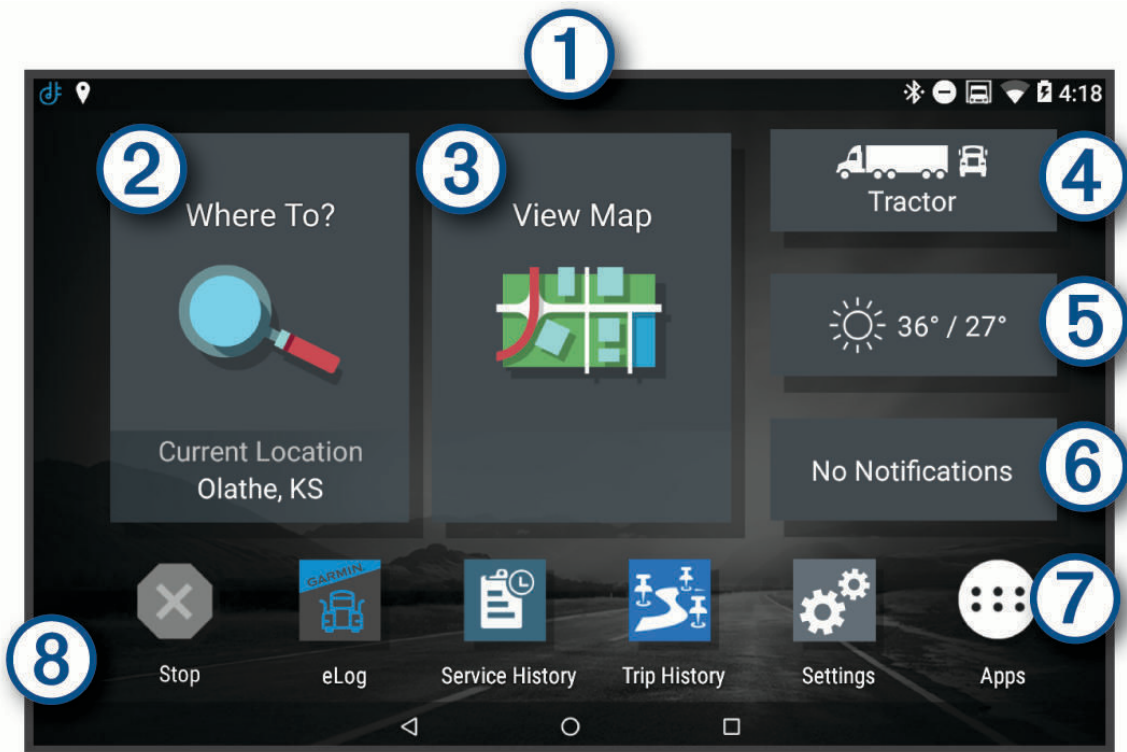 1
4:18
2
3
4
Where To?
View Map
Tractor
36° / 27°
5
Current Location
Olathe, KS
No Notifications
6
GARMIN.
7
8
Stop
eLog
Service History
Trip History
Settings
Apps